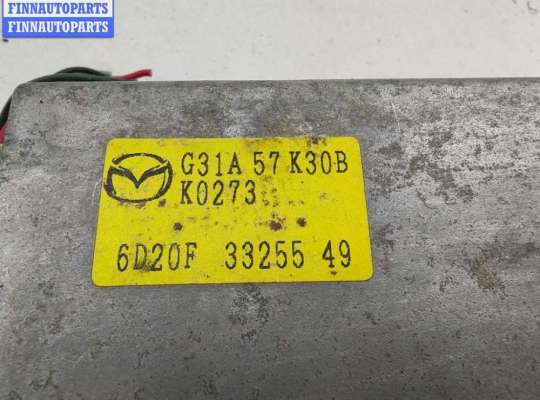 FINNAUTOPARTS
FINNAUTOPARTS
G31A 57 K30B
K0273
6D20F 33255 49